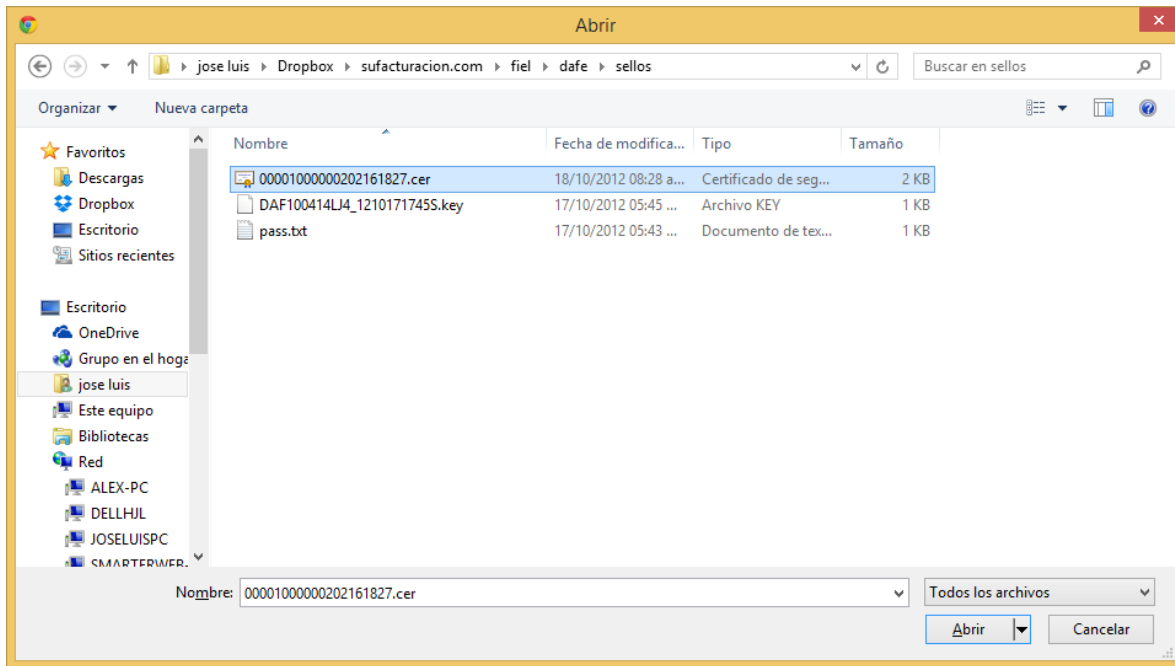 Abrir
jose luis Dropbox sufacturacion.com fiel dafe sellos Buscar en sellos
Organizar Nueva carpeta
Nombre Fecha de modifica... Tipo Tamaño
00001000000202161827.cer 18/10/2012 08:28 a... Certificado de seg... 2 KB
DAF100414LJ4_1210171745S.key 17/10/2012 05:45 ... Archivo KEY 1 KB
pass.txt 17/10/2012 05:43 ... Documento de tex... 1 KB
Favoritos
Descargas
Dropbox
Escritorio
Sitios recientes
Escritorio
OneDrive
Grupo en el hoga
jose luis
Este equipo
Bibliotecas
Red
ALEX-PC
DELLHJL
JOSELUISPC
SMARTERWEB-
Nombre: 00001000000202161827.cer Todos los archivos
Abrir Cancelar